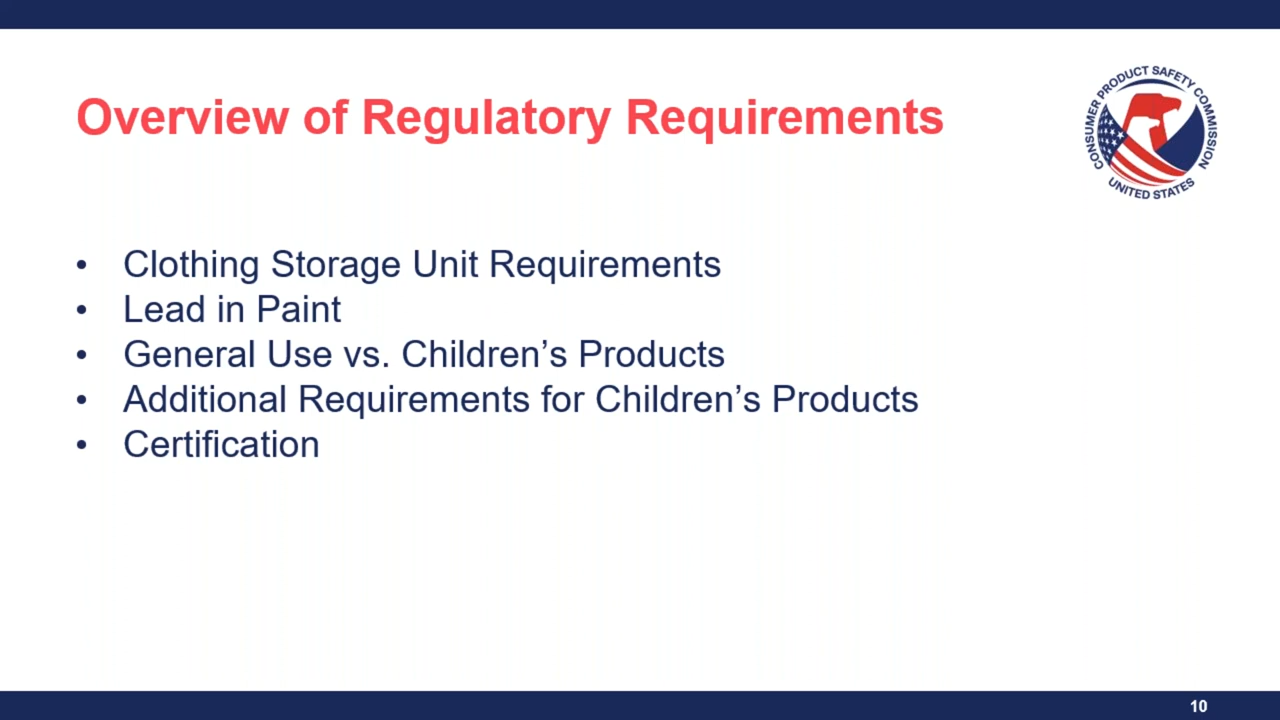 Overview of Regulatory Requirements
CONSUMER PRODUCT SAFETY COMMISSION
UNITED STATES
• Clothing Storage Unit Requirements
• Lead in Paint
• General Use vs. Children’s Products
• Additional Requirements for Children’s Products
• Certification
10